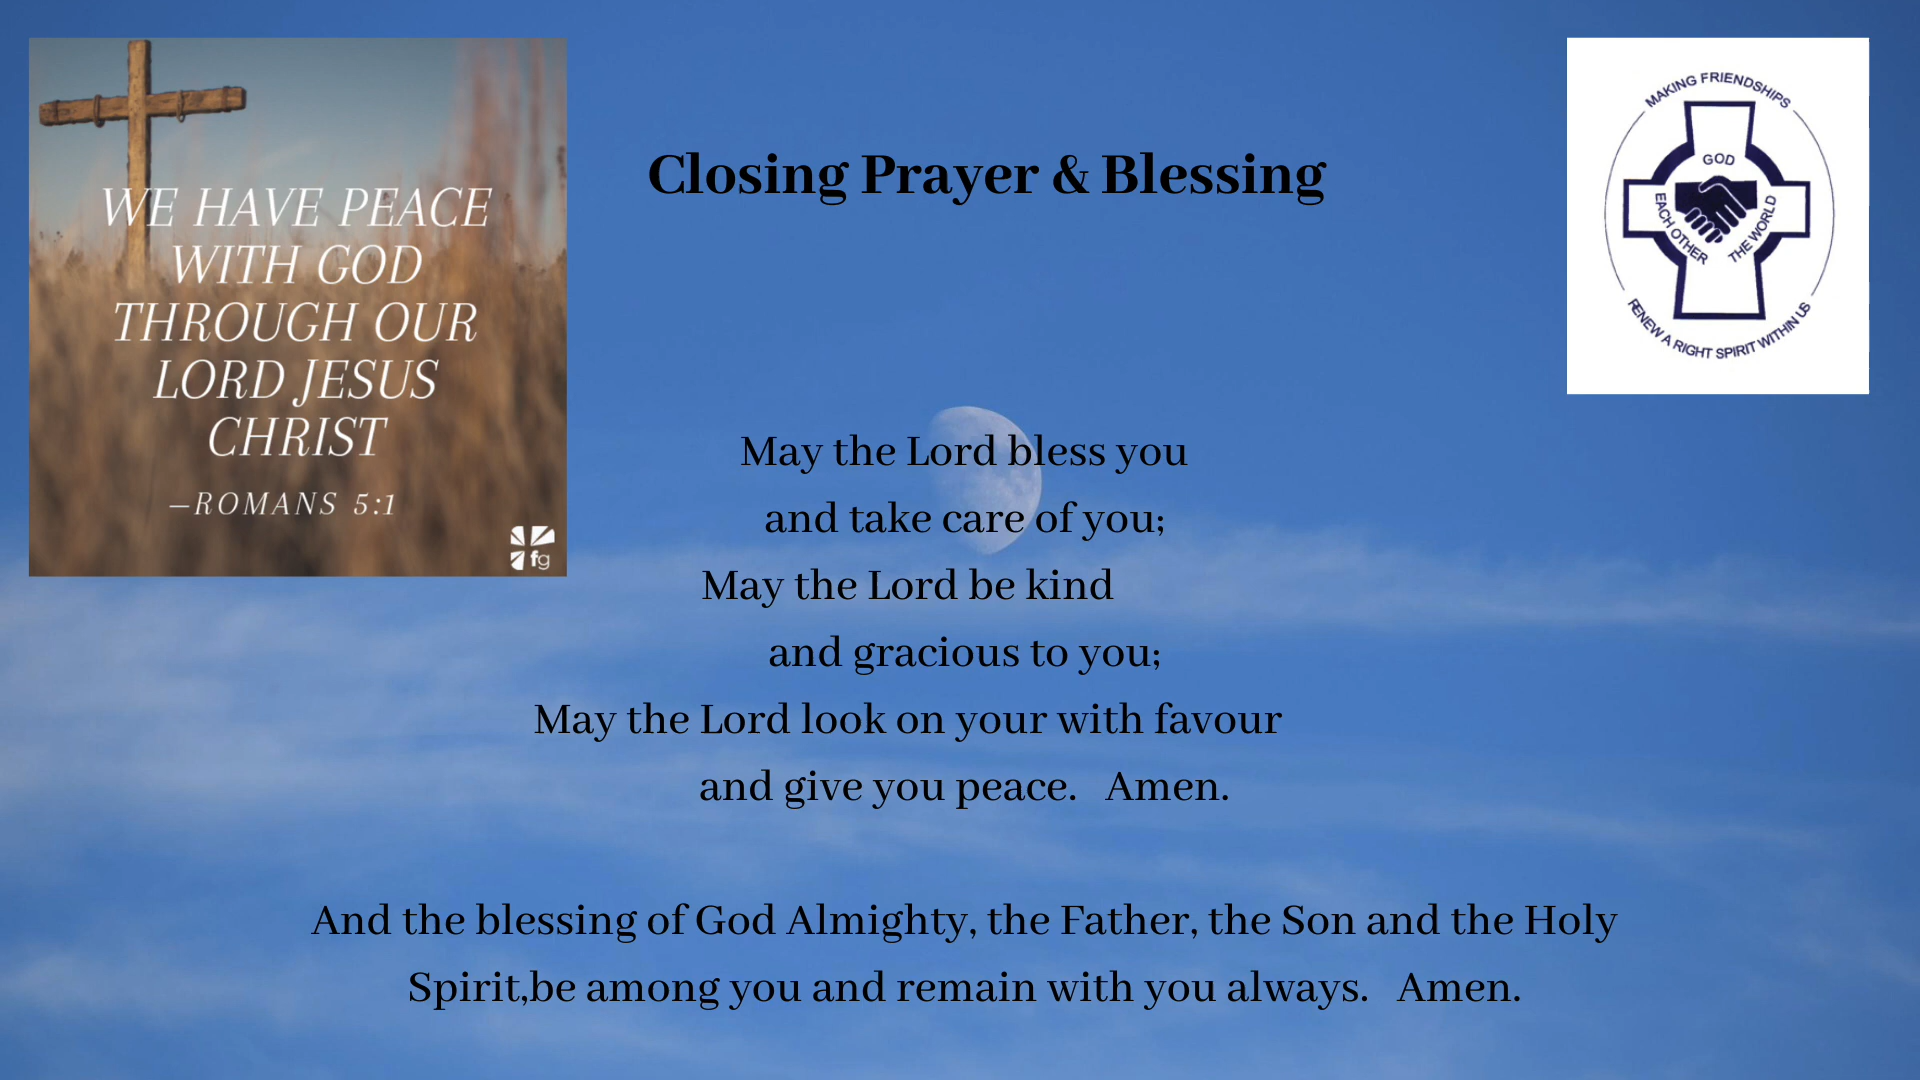 WE HAVE PEACE
WITH GOD
THROUGH OUR
LORD JESUS
CHRIST
—ROMANS 5:1
fg
Closing Prayer & Blessing
MAKING FRIENDSHIPS
GOD
EACH OTHER
THE WORLD
RENEW A RIGHT SPIRIT WITHIN US
May the Lord bless you
and take care of you;
May the Lord be kind
and gracious to you;
May the Lord look on your with favour
and give you peace. Amen.
And the blessing of God Almighty, the Father, the Son and the Holy
Spirit,be among you and remain with you always. Amen.